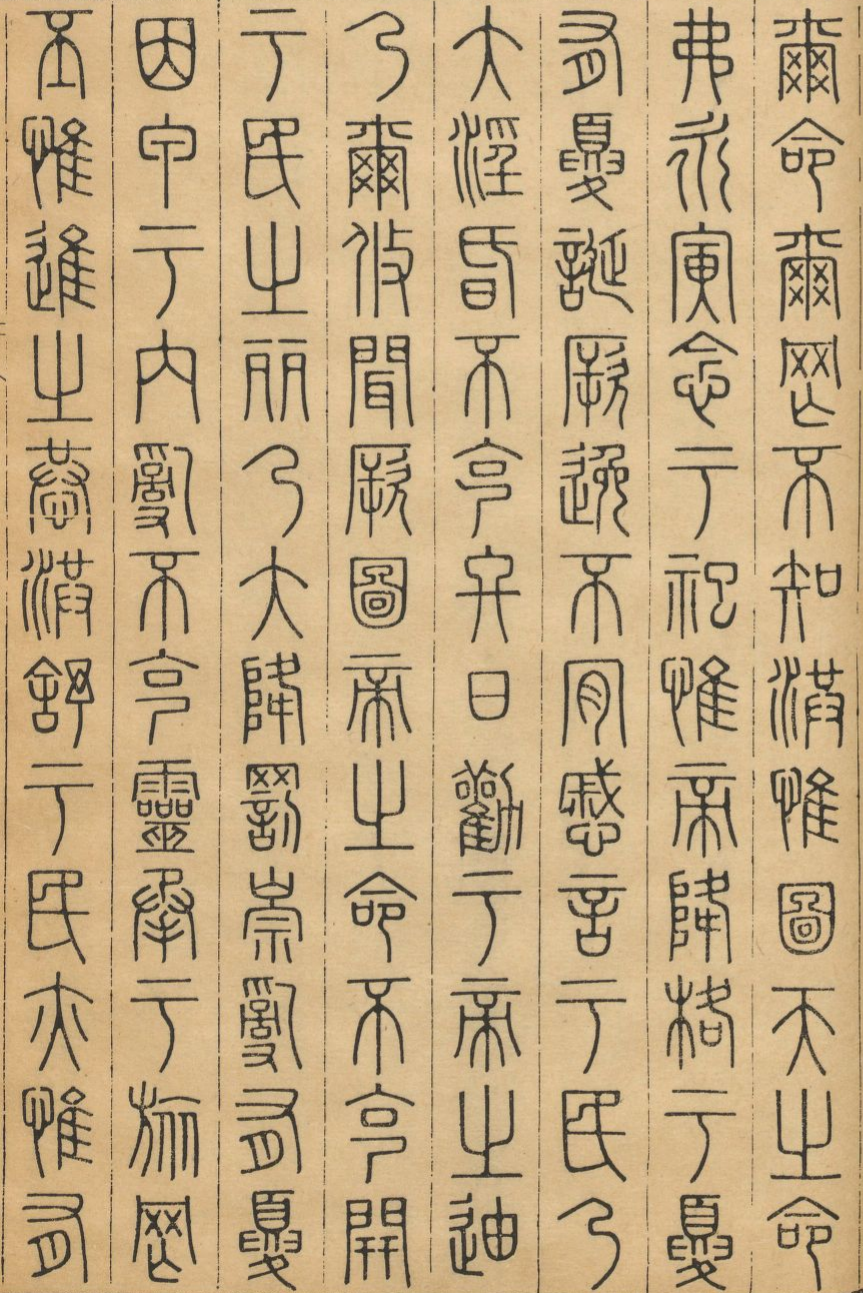 爾命爾罔不知洪惟圖天之命
弗永寅念于祀惟帝降格于夏
有夏誕厥逸不肯慼言于民乃
大淫昏不克終日勸于帝之迪
乃爾攸聞厥圖帝之命不克開
于民之麗乃大降罰崇亂有夏
因甲于內亂不克靈承于旅罔
丕惟進之恭洪舒于民亦惟有